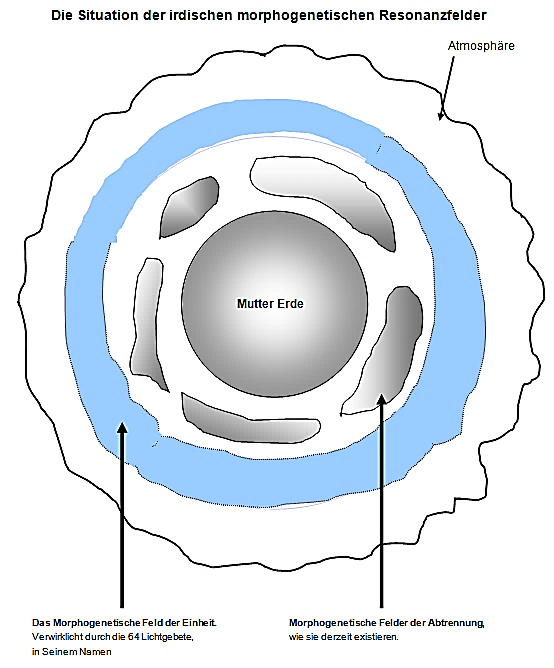 Die Situation der irdischen morphogenetischen Resonanzfelder
Atmosphäre
Mutter Erde
Das Morphogenetische Feld der Einheit.
Verwirklicht durch die 64 Lichtgebete,
in Seinem Namen
Morphogenetische Felder der Abtrennung,
wie sie derzeit existieren.